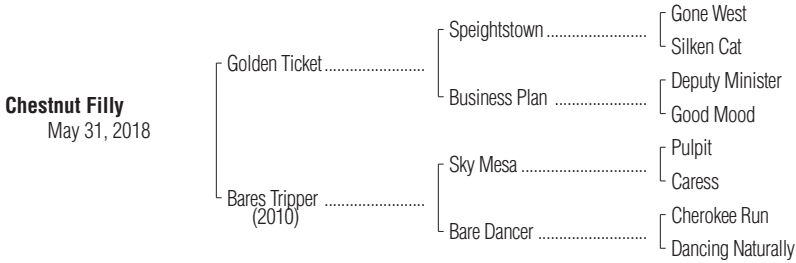 Gone West
Speightstown ........................
Silken Cat
Golden Ticket........................
Deputy Minister
Business Plan ......................
Good Mood
Chestnut Filly
May 31, 2018
Pulpit
Sky Mesa ..............................
Caress
Bares Tripper ........................
(2010)
Cherokee Run
Bare Dancer ..........................
Dancing Naturally